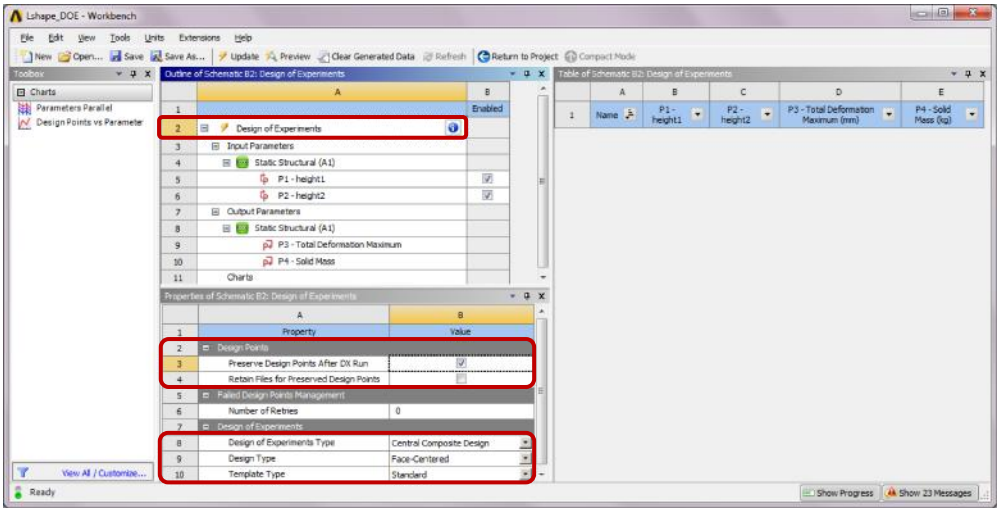 Lshape_DOE - Workbench
File Edit View Tools Units Extensions Help
New Open... Save Save As... Update Preview Clear Generated Data Refresh Return to Project Compact Mode
Toolbox
Charts
Parameters Parallel
Design Points vs Parameter
View All / Customize...
Outline of Schematic B2: Design of Experiments
A B
1 Enabled
2 Design of Experiments
3 Input Parameters
4 Static Structural (A1)
5 P1 - height1
6 P2 - height2
7 Output Parameters
8 Static Structural (A1)
9 P3 - Total Deformation Maximum
10 P4 - Solid Mass
11 Charts
Properties of Schematic B2: Design of Experiments
A B
1 Property Value
2 Design Points
3 Preserve Design Points After DX Run
4 Retain Files for Preserved Design Points
5 Failed Design Points Management
6 Number of Retries 0
7 Design of Experiments
8 Design of Experiments Type Central Composite Design
9 Design Type Face-Centered
10 Template Type Standard
Table of Schematic B2: Design of Experiments
A B C D E
1 Name P1 - height1 P2 - height2 P3 - Total Deformation Maximum (mm) P4 - Solid Mass (kg)
Ready
Show Progress Show 23 Messages